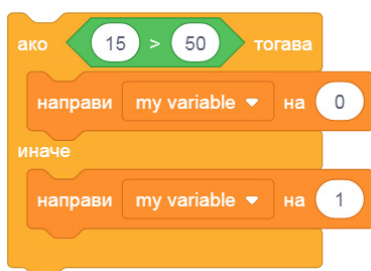 ако 15 > 50 тогава
направи my variable на 0
иначе
направи my variable на 1